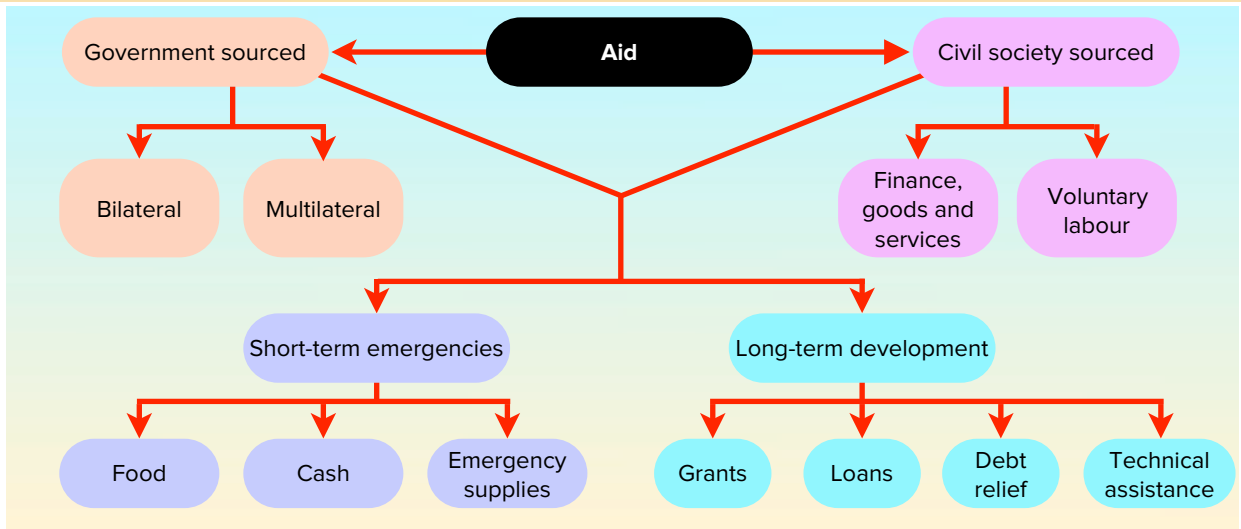 Government sourced
Aid
Civil society sourced
Bilateral
Multilateral
Finance,
goods and
services
Voluntary
labour
Short-term emergencies
Long-term development
Food
Cash
Emergency
supplies
Grants
Loans
Debt
relief
Technical
assistance